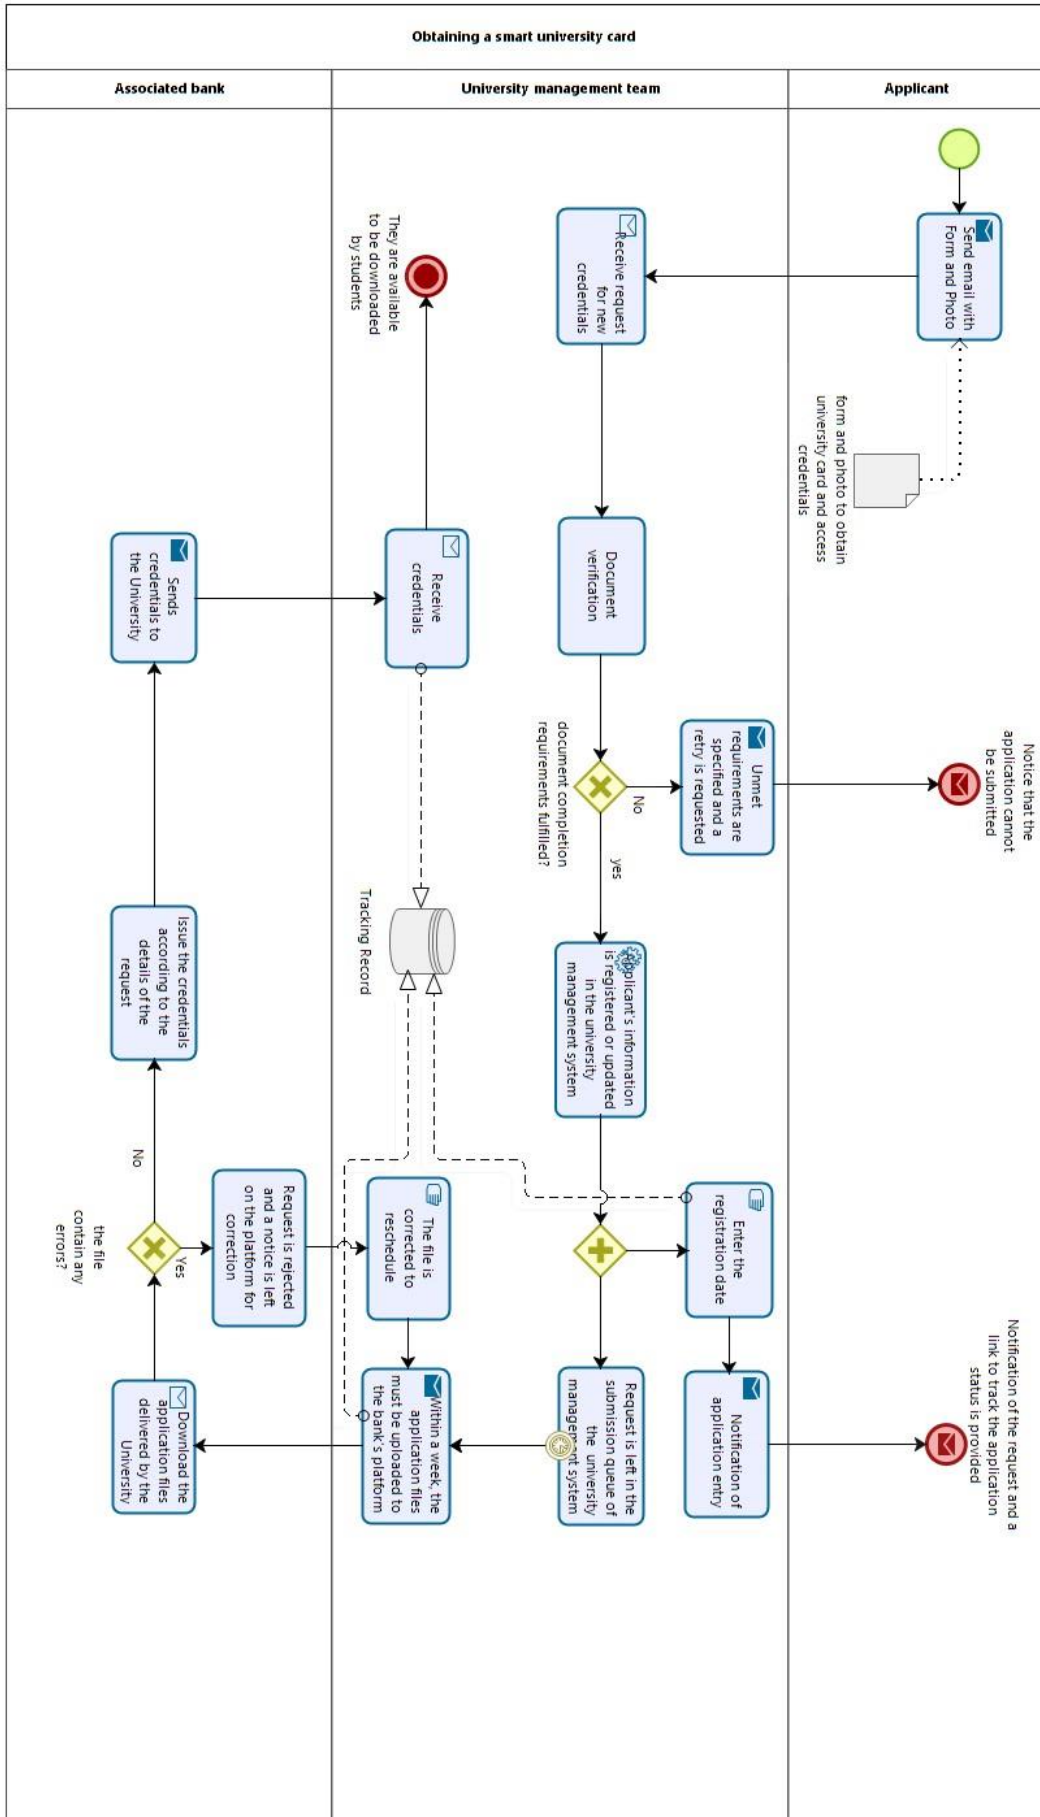 Obtaining a smart university card
Associated bank
University management team
Applicant
Send email with
Form and Photo
form and photo to obtain
university card and access
credentials
Receive request
for new
credentials
Document
verification
document completion
requirements fulfilled?
No
yes
Unmet
requirements are
specified and a
retry is requested
Notice that the
application cannot
be submitted
Applicant's information
is registered or updated
in the university
management system
Enter the
registration date
Notification of
application entry
Notification of the request and a
link to track the application
status is provided
Request is left in the
submission queue of
the university
management system
Within a week, the
application files
must be uploaded to
the bank's platform
The file is
corrected to
reschedule
Tracking Record
Receive
credentials
They are available
to be downloaded
by students
Download the
application files
delivered by the
University
the file
contain any
errors?
Yes
No
Request is rejected
and a notice is left
on the platform for
correction
Issue the credentials
according to the
details of the
request
Sends
credentials to
the University